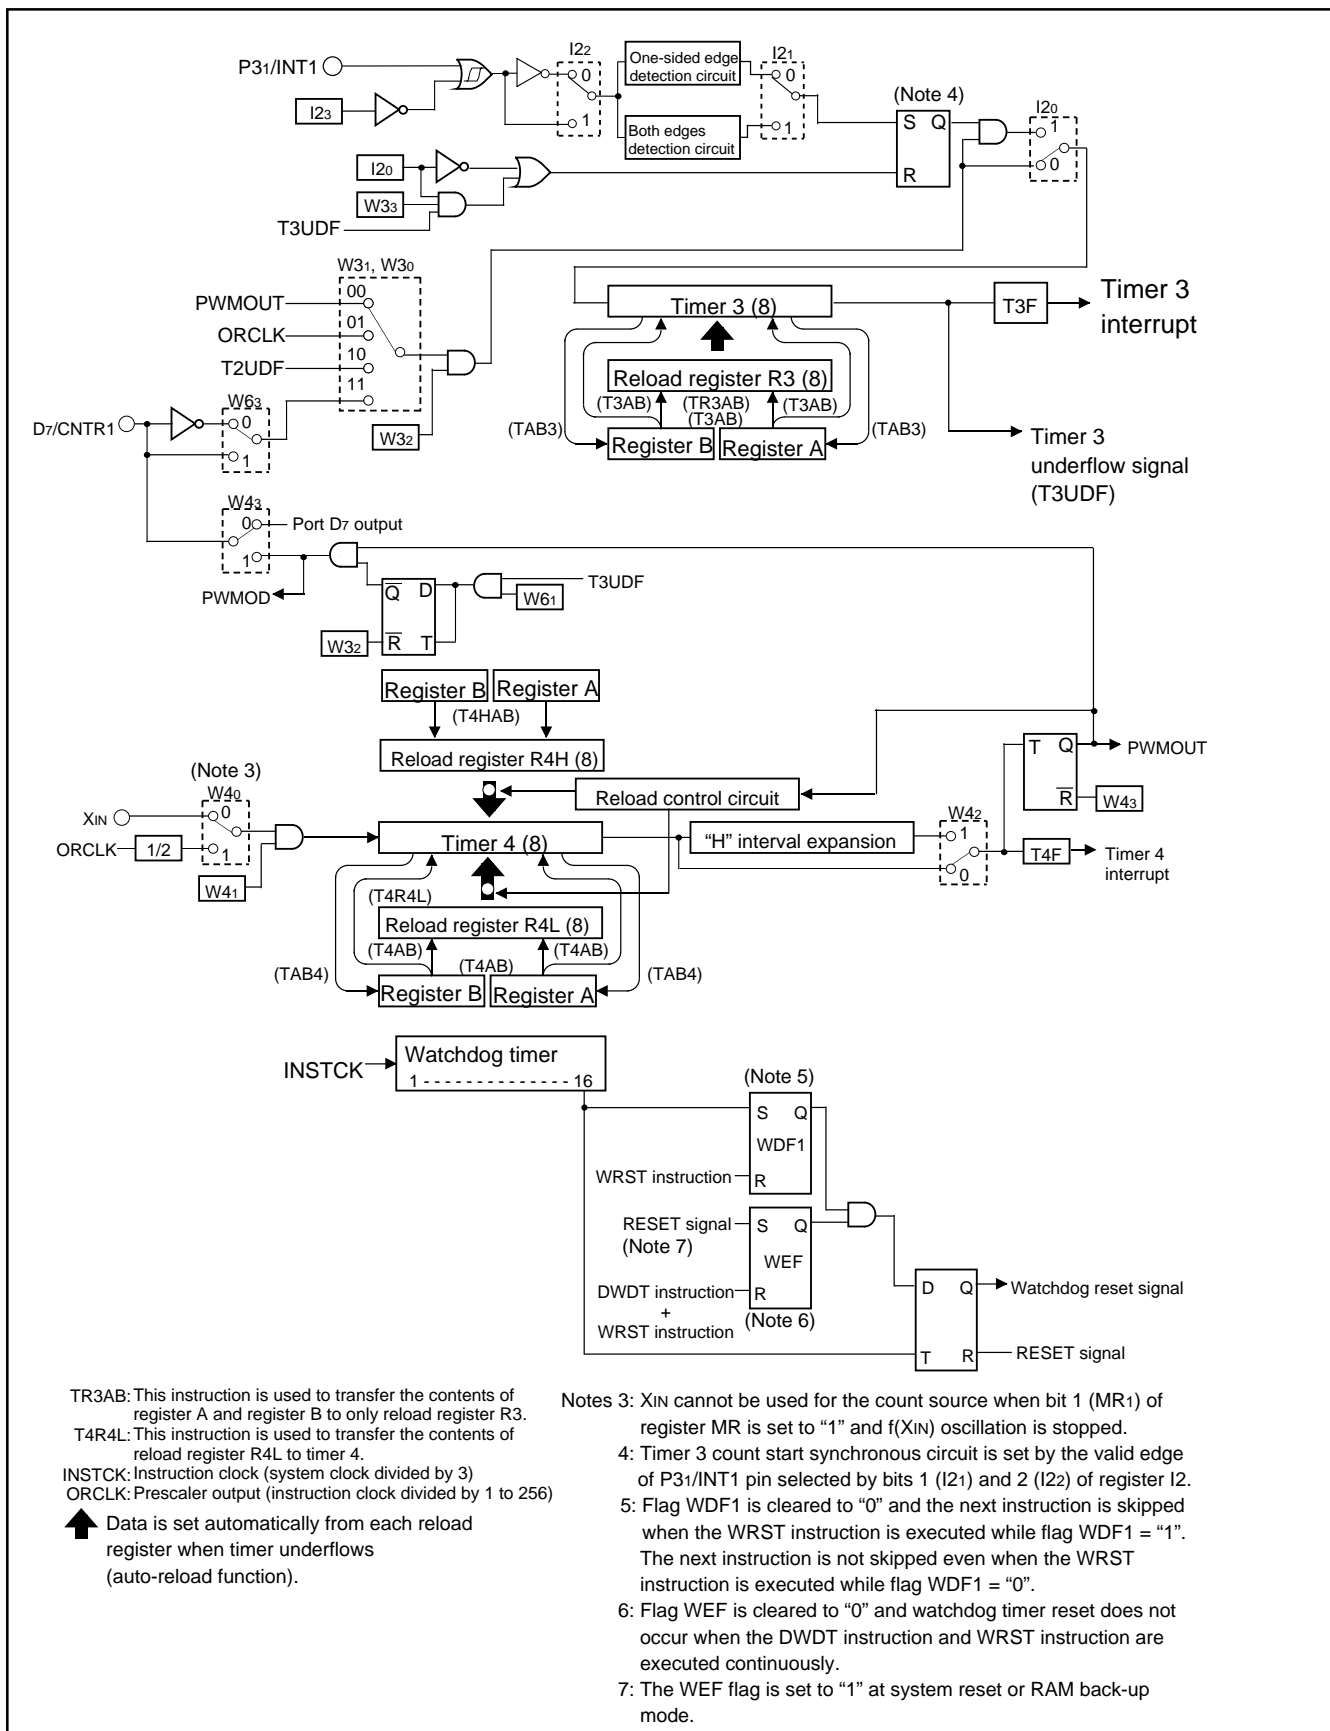 P31/INT1
I23
I22
0
1
One-sided edge
detection circuit
Both edges
detection circuit
I21
0
1
(Note 4)
S Q
R
I20
1
0
I20
W33
T3UDF
W31, W30
PWMOUT
00
ORCLK
01
T2UDF
10
11
W32
D7/CNTR1
W63
0
1
Timer 3 (8)
Reload register R3 (8)
(T3AB) (TR3AB) (T3AB)
(T3AB)
(TAB3) Register B Register A (TAB3)
T3F
Timer 3
interrupt
Timer 3
underflow signal
(T3UDF)
W43
0
Port D7 output
1
PWMOD
Q D
R T
W32
T3UDF
W61
Register B Register A
(T4HAB)
Reload register R4H (8)
Reload control circuit
(Note 3)
W40
XIN
0
ORCLK
1/2
1
W41
Timer 4 (8)
(T4R4L)
Reload register R4L (8)
(T4AB) (T4AB) (T4AB)
(TAB4) Register B Register A (TAB4)
“H” interval expansion
W42
1
0
T Q
R
PWMOUT
W43
T4F
Timer 4
interrupt
INSTCK
Watchdog timer
1 - - - - - - - - - - - - - - 16
(Note 5)
S Q
WDF1
WRST instruction
R
RESET signal
(Note 7)
S Q
WEF
DWDT instruction
+
WRST instruction
R
(Note 6)
D Q
T R
Watchdog reset signal
RESET signal
TR3AB: This instruction is used to transfer the contents of
register A and register B to only reload register R3.
T4R4L: This instruction is used to transfer the contents of
reload register R4L to timer 4.
INSTCK: Instruction clock (system clock divided by 3)
ORCLK: Prescaler output (instruction clock divided by 1 to 256)
Data is set automatically from each reload
register when timer underflows
(auto-reload function).
Notes 3: XIN cannot be used for the count source when bit 1 (MR1) of
register MR is set to “1” and f(XIN) oscillation is stopped.
4: Timer 3 count start synchronous circuit is set by the valid edge
of P31/INT1 pin selected by bits 1 (I21) and 2 (I22) of register I2.
5: Flag WDF1 is cleared to “0” and the next instruction is skipped
when the WRST instruction is executed while flag WDF1 = “1”.
The next instruction is not skipped even when the WRST
instruction is executed while flag WDF1 = “0”.
6: Flag WEF is cleared to “0” and watchdog timer reset does not
occur when the DWDT instruction and WRST instruction are
executed continuously.
7: The WEF flag is set to “1” at system reset or RAM back-up
mode.